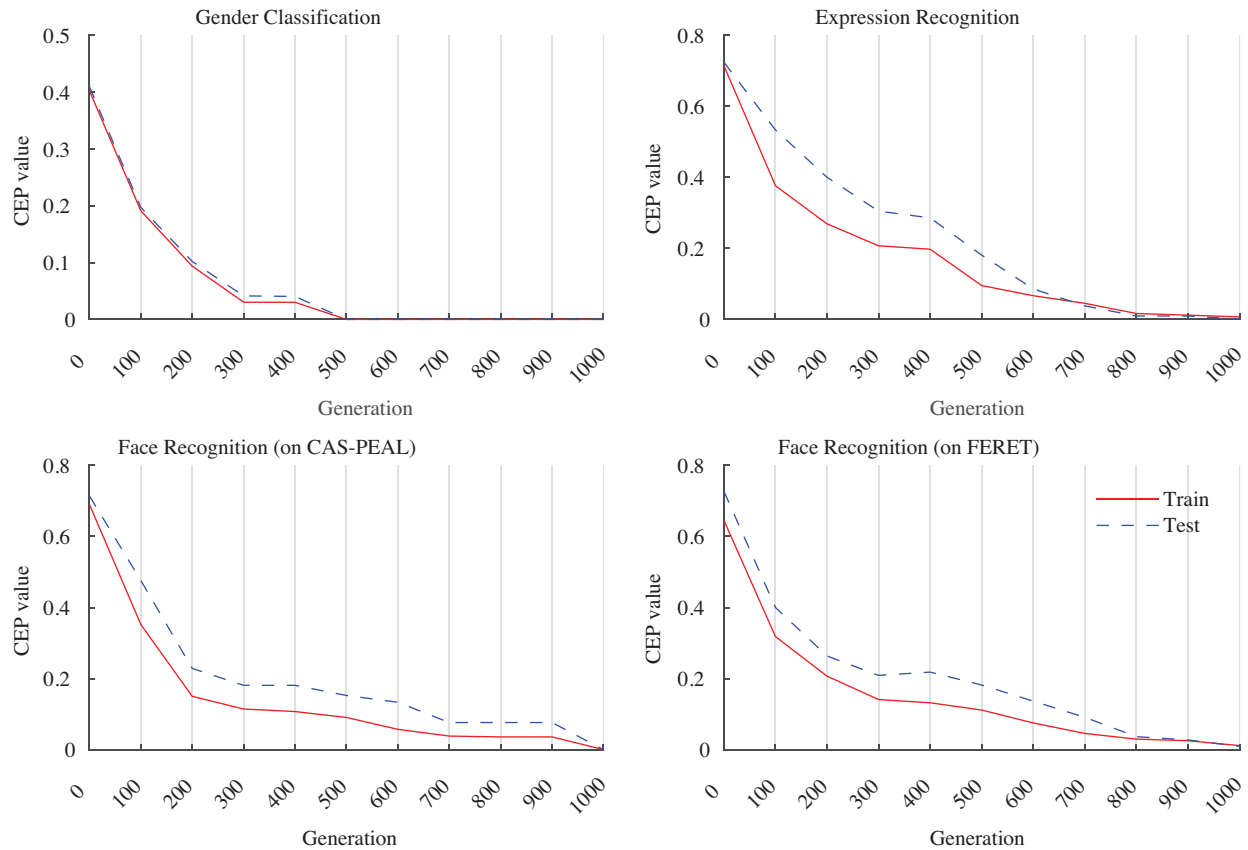 Gender Classification
0.5
0.4
0.3
0.2
0.1
0
CEP value
0 100 200 300 400 500 600 700 800 900 1000
Generation
Expression Recognition
0.8
0.6
0.4
0.2
0
CEP value
0 100 200 300 400 500 600 700 800 900 1000
Generation
Face Recognition (on CAS-PEAL)
0.8
0.6
0.4
0.2
0
CEP value
0 100 200 300 400 500 600 700 800 900 1000
Generation
Face Recognition (on FERET)
0.8
0.6
0.4
0.2
0
CEP value
Train
Test
0 100 200 300 400 500 600 700 800 900 1000
Generation